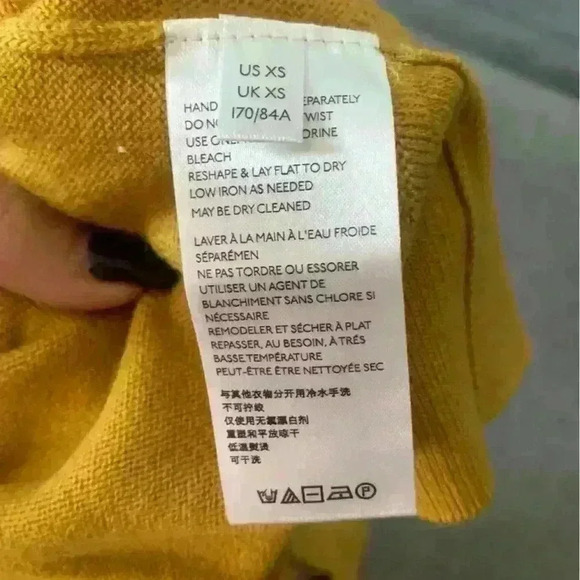 US XS
UK XS
170/84A
HAND EPARATELY
DO NO WIST
USE ONL DRINE
BLEACH
RESHAPE & LAY FLAT TO DRY
LOW IRON AS NEEDED
MAY BE DRY CLEANED
LAVER À LA MAIN À L'EAU FROIDE
SÉPARÉMEN
NE PAS TORDRE OU ESSORER
UTILISER UN AGENT DE
BLANCHIMENT SANS CHLORE SI
NÉCESSAIRE
REMODELER ET SÉCHER À PLAT
REPASSER, AU BESOIN, À TRÉS
BASSE TEMPÉRATURE
PEUT-ÊTRE ÊTRE NETTOYÉE SEC
与其他衣物分开用冷水手洗
不可拧绞
仅使用无氯漂白剂
重塑和平放晾干
低温熨烫
可干洗
P